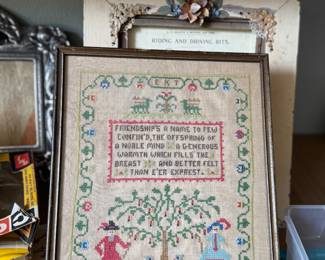 RIDING AND DRIVING BITS.
E K T
FRIENDSHIP'S A NAME TO FEW
CONFIN'D, THE OFFSPRING OF
A NOBLE MIND A GENEROUS
WARMTH WHICH FILLS THE
BREAST AND BETTER FELT
THAN E'ER EXPREST.